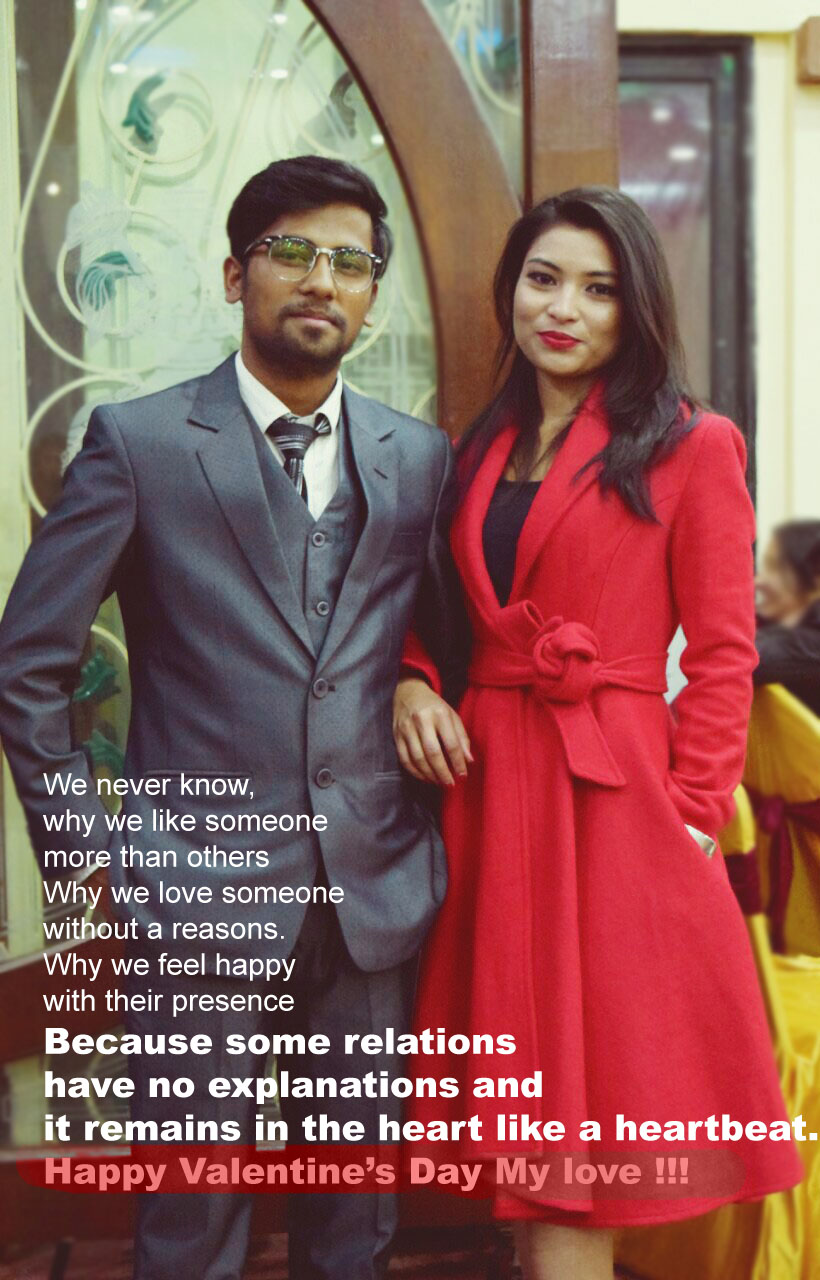 We never know,
why we like someone
more than others
Why we love someone
without a reasons.
Why we feel happy
with their presence
Because some relations
have no explanations and
it remains in the heart like a heartbeat.
Happy Valentine’s Day My love !!!